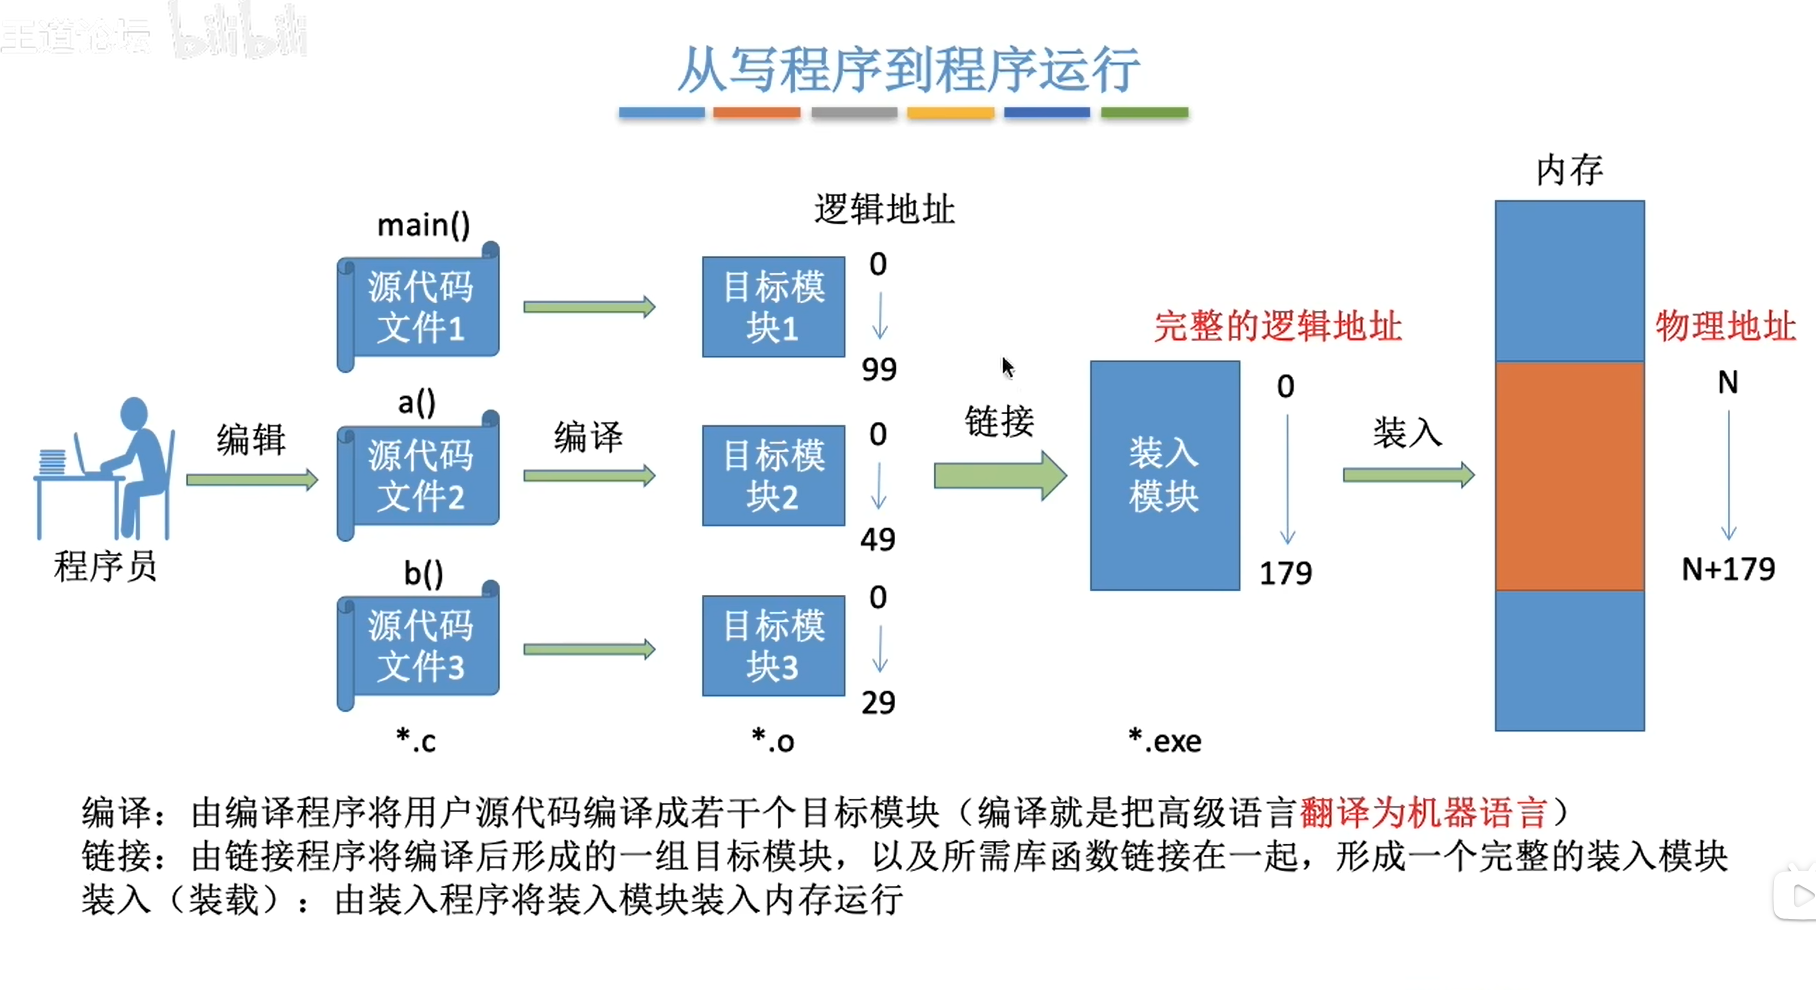 王道论坛 bilibili
从写程序到程序运行
内存
逻辑地址
main()
源代码
文件1
目标模
块1
0
99
完整的逻辑地址
物理地址
a()
编辑
源代码
文件2
编译
目标模
块2
0
49
链接
装入
模块
0
179
装入
N
N+179
程序员
b()
源代码
文件3
目标模
块3
0
29
*.c
*.o
*.exe
编译：由编译程序将用户源代码编译成若干个目标模块（编译就是把高级语言翻译为机器语言）
链接：由链接程序将编译后形成的一组目标模块，以及所需库函数链接在一起，形成一个完整的装入模块
装入（装载）：由装入程序将装入模块装入内存运行